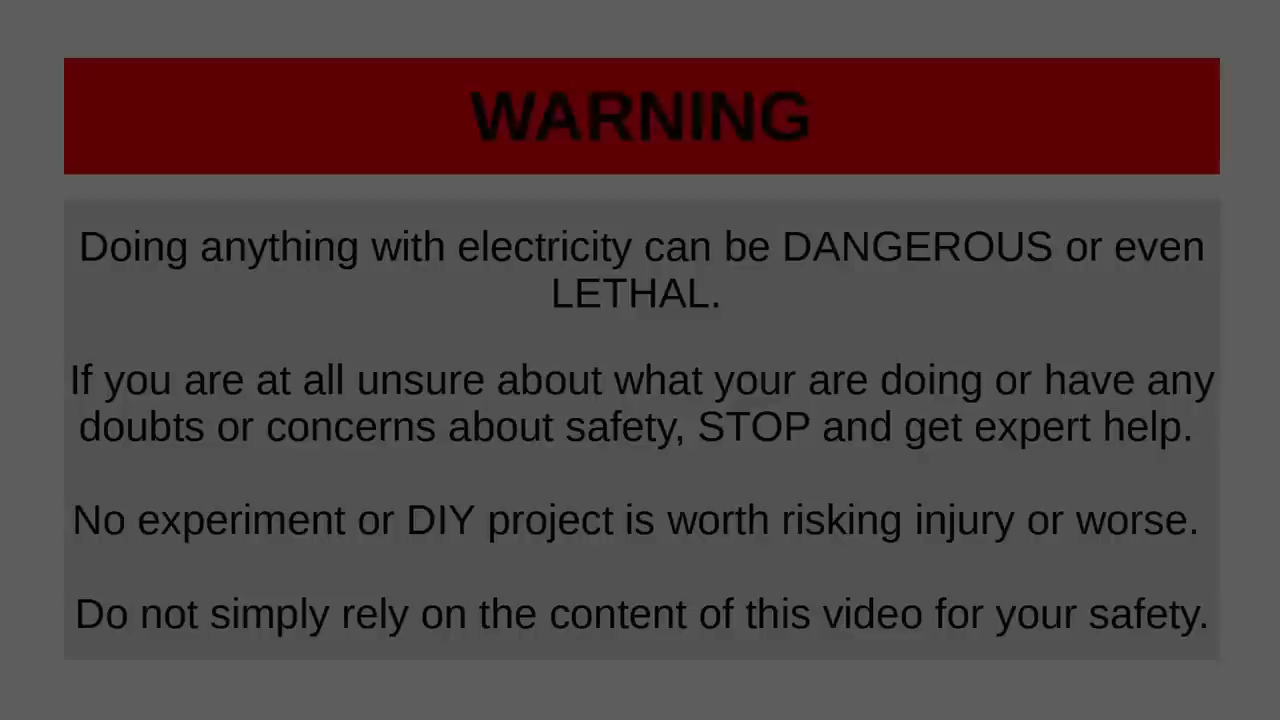 WARNING
Doing anything with electricity can be DANGEROUS or even
LETHAL.
If you are at all unsure about what your are doing or have any
doubts or concerns about safety, STOP and get expert help.
No experiment or DIY project is worth risking injury or worse.
Do not simply rely on the content of this video for your safety.